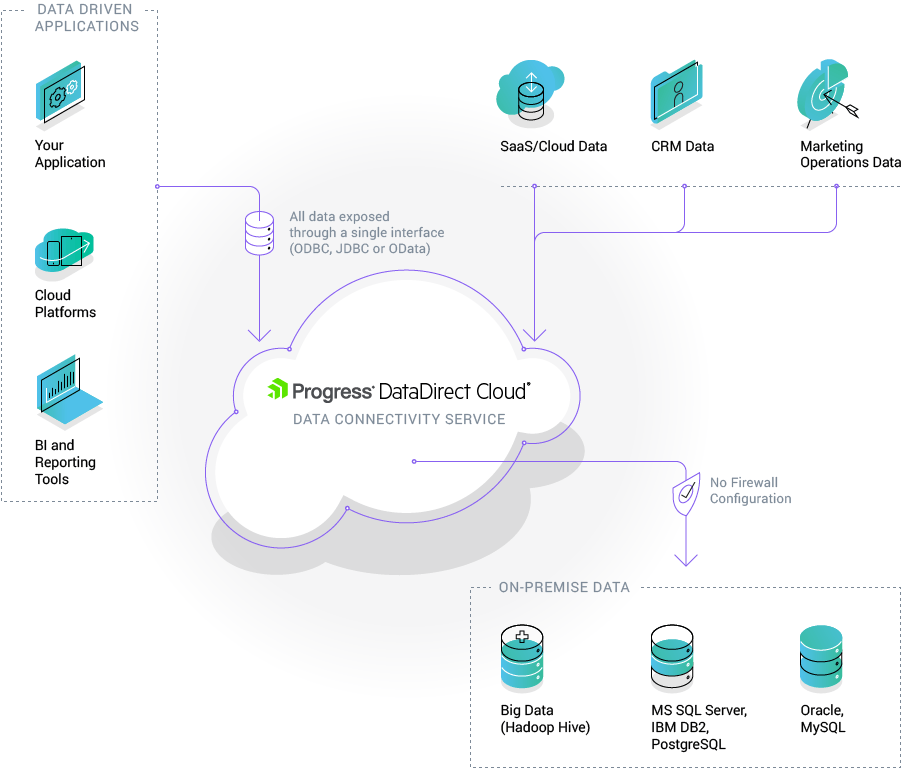 DATA DRIVEN
APPLICATIONS
Your
Application
Cloud
Platforms
BI and
Reporting
Tools
SaaS/Cloud Data
CRM Data
Marketing
Operations Data
All data exposed
through a single interface
(ODBC, JDBC or OData)
Progress® DataDirect Cloud®
DATA CONNECTIVITY SERVICE
No Firewall
Configuration
ON-PREMISE DATA
Big Data
(Hadoop Hive)
MS SQL Server,
IBM DB2,
PostgreSQL
Oracle,
MySQL